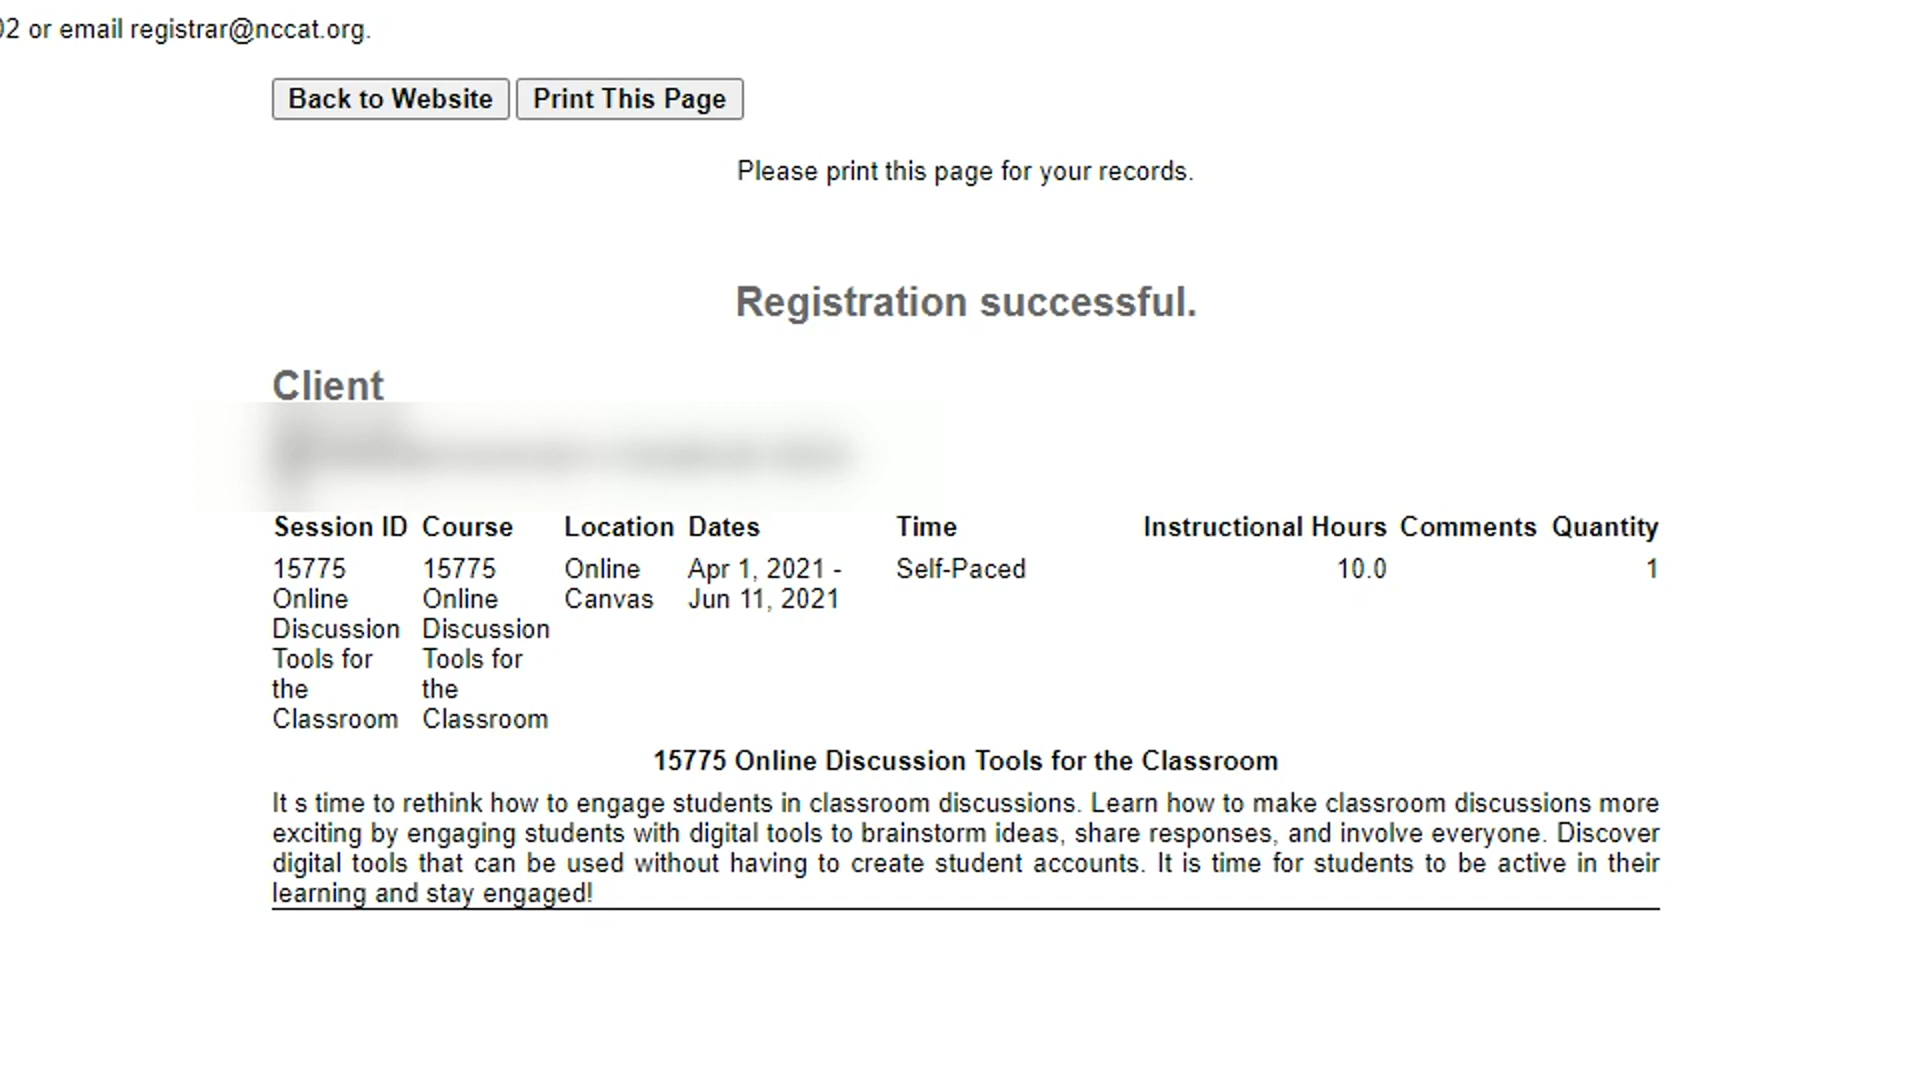 02 or email registrar@nccat.org.
Back to Website Print This Page
Please print this page for your records.
Registration successful.
Client
Session ID Course Location Dates Time Instructional Hours Comments Quantity
15775 15775 Online Apr 1, 2021 - Self-Paced 10.0 1
Online Online Canvas Jun 11, 2021
Discussion Discussion
Tools for Tools for
the the
Classroom Classroom
15775 Online Discussion Tools for the Classroom
It s time to rethink how to engage students in classroom discussions. Learn how to make classroom discussions more
exciting by engaging students with digital tools to brainstorm ideas, share responses, and involve everyone. Discover
digital tools that can be used without having to create student accounts. It is time for students to be active in their
learning and stay engaged!